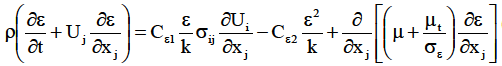 ρ(∂ε/∂t + U_j ∂ε/∂x_j) = C_ε1 ε/k σ_ij ∂U_i/∂x_j − C_ε2 ε²/k + ∂/∂x_j [(μ + μ_t/σ_ε) ∂ε/∂x_j]